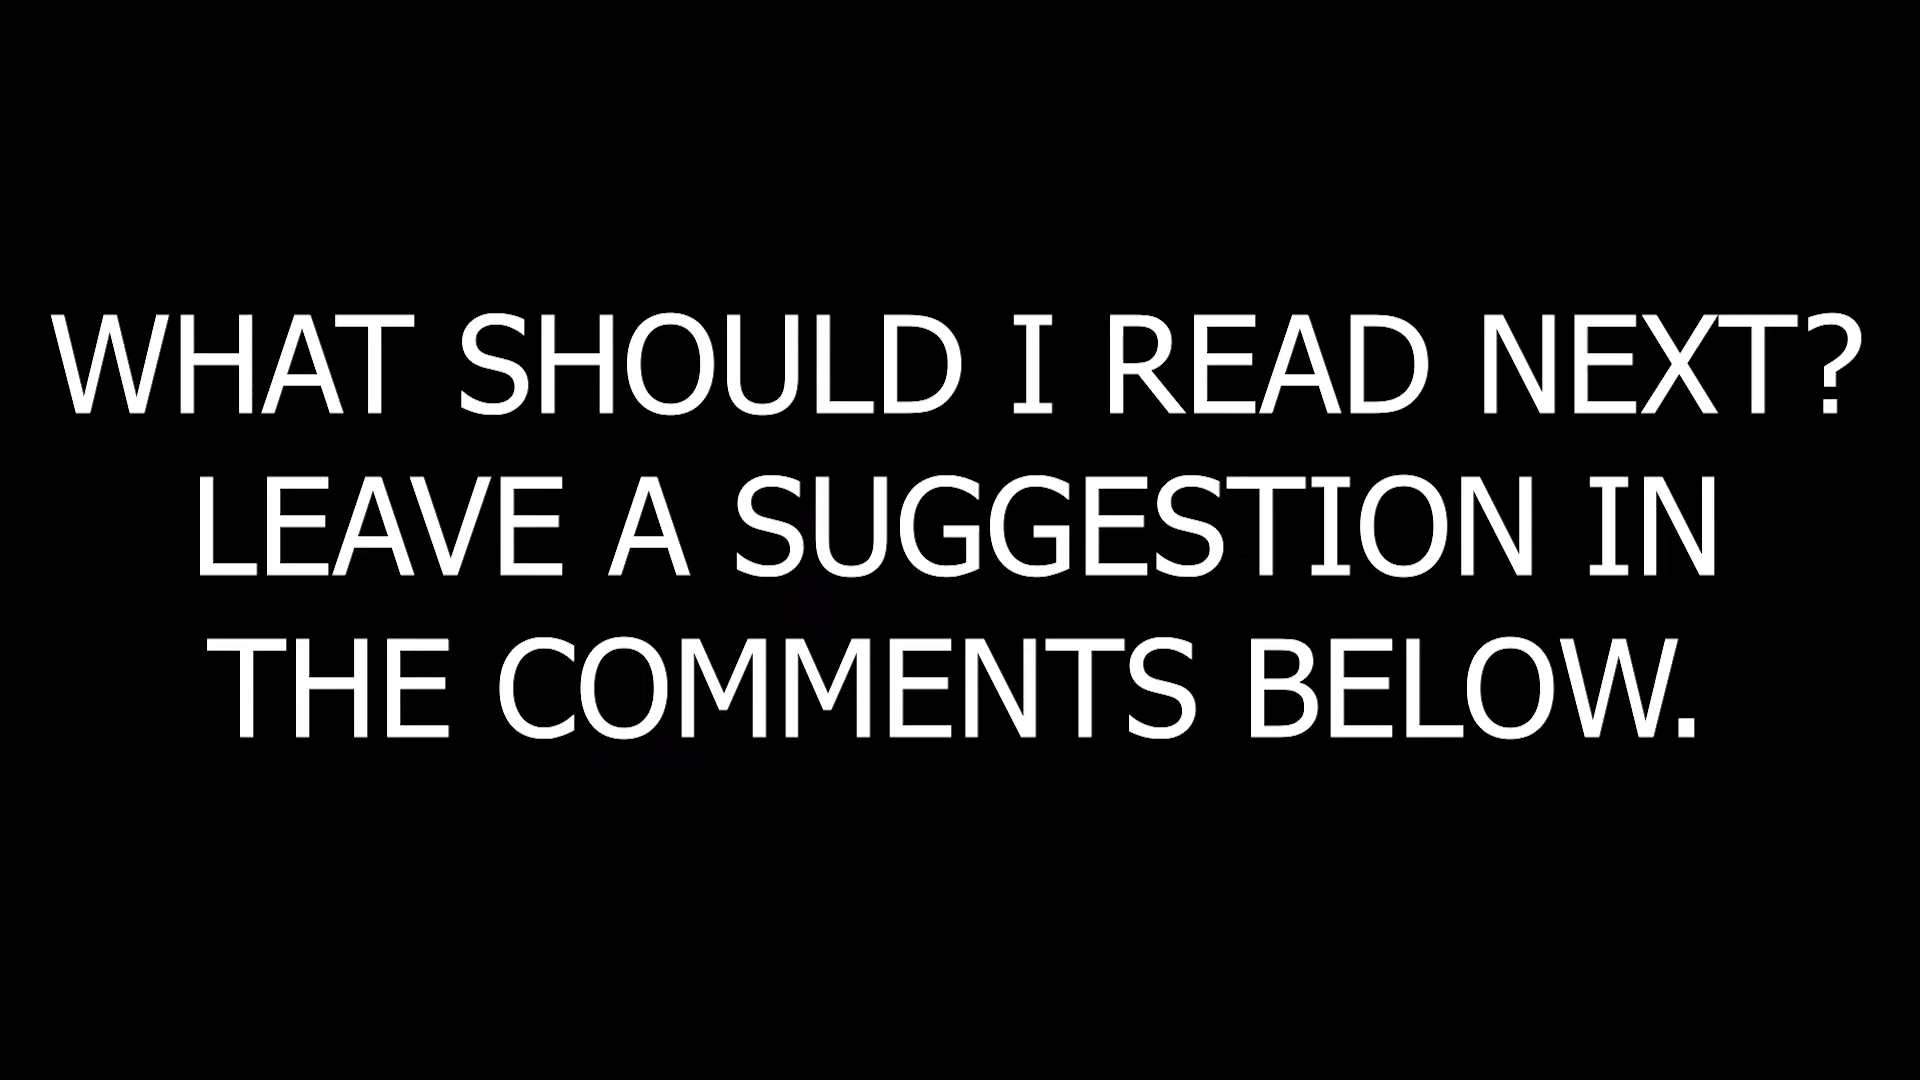 WHAT SHOULD I READ NEXT?
LEAVE A SUGGESTION IN
THE COMMENTS BELOW.